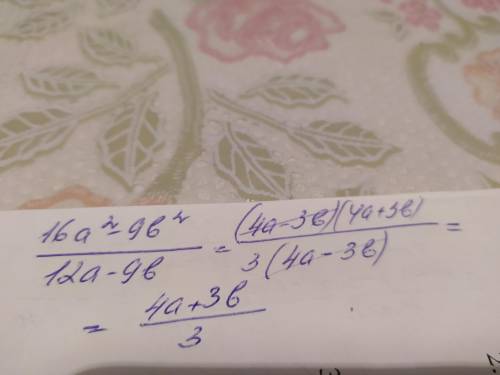 16a² - 9b² / 12a - 9b = (4a - 3b)(4a + 3b) / 3(4a - 3b) =
= 4a + 3b / 3